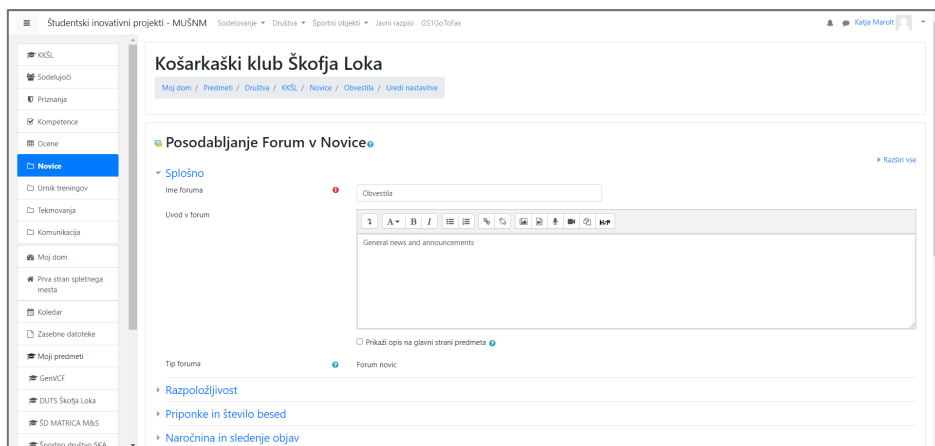 Študentski inovativni projekti - MUŠNM Sodelovanje Društva Športni objekti Javni razpisi GS1GoToFax Katja Marolt
KKŠL
Sodelujoči
Priznanja
Kompetence
Ocene
Novice
Urnik treningov
Tekmovanja
Komunikacija
Moj dom
Prva stran spletnega
mesta
Koledar
Zasebne datoteke
Moji predmeti
GenVCF
DUTS Škofja Loka
ŠD MATRICA M&S
Športno društvo 5KA
Košarkaški klub Škofja Loka
Moj dom / Predmeti / Društva / KKŠL / Novice / Obvestila / Uredi nastavitve
Posodabljanje Forum v Novice
Razširi vse
Splošno
Ime foruma
Obvestila
Uvod v forum
A B I H5P
General news and announcements
Prikaži opis na glavni strani predmeta
Tip foruma Forum novic
Razpoložljivost
Priponke in število besed
Naročnina in sledenje objav